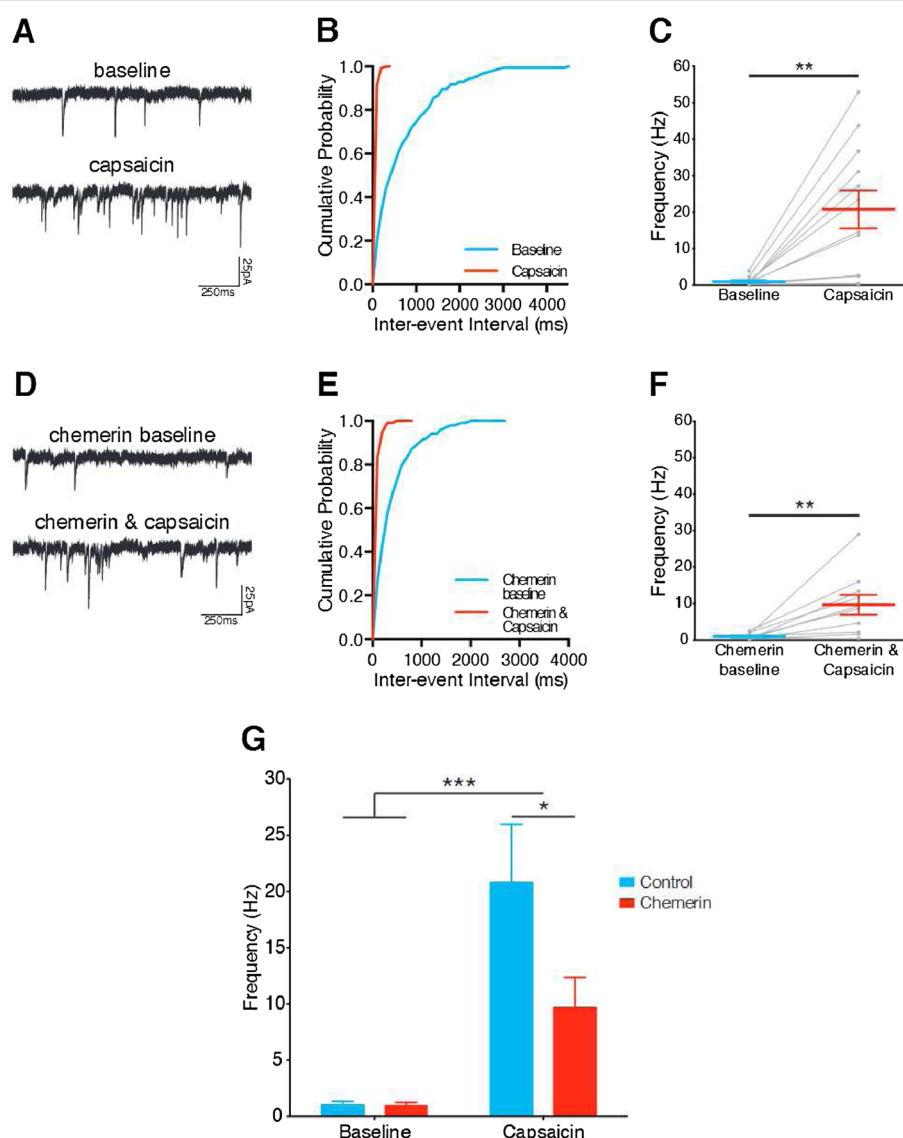 A
baseline
capsaicin
25pA
250ms
B
Cumulative Probability
1.0
0.8
0.6
0.4
0.2
0.0
0 1000 2000 3000 4000
Inter-event Interval (ms)
Baseline
Capsaicin
C
Frequency (Hz)
60
50
40
30
20
10
0
**
Baseline Capsaicin
D
chemerin baseline
chemerin & capsaicin
25pA
250ms
E
Cumulative Probability
1.0
0.8
0.6
0.4
0.2
0.0
0 1000 2000 3000 4000
Inter-event Interval (ms)
Chemerin
baseline
Chemerin &
Capsaicin
F
Frequency (Hz)
60
50
40
30
20
10
0
**
Chemerin Chemerin &
baseline Capsaicin
G
Frequency (Hz)
30
25
20
15
10
5
0
***
*
Control
Chemerin
Baseline Capsaicin